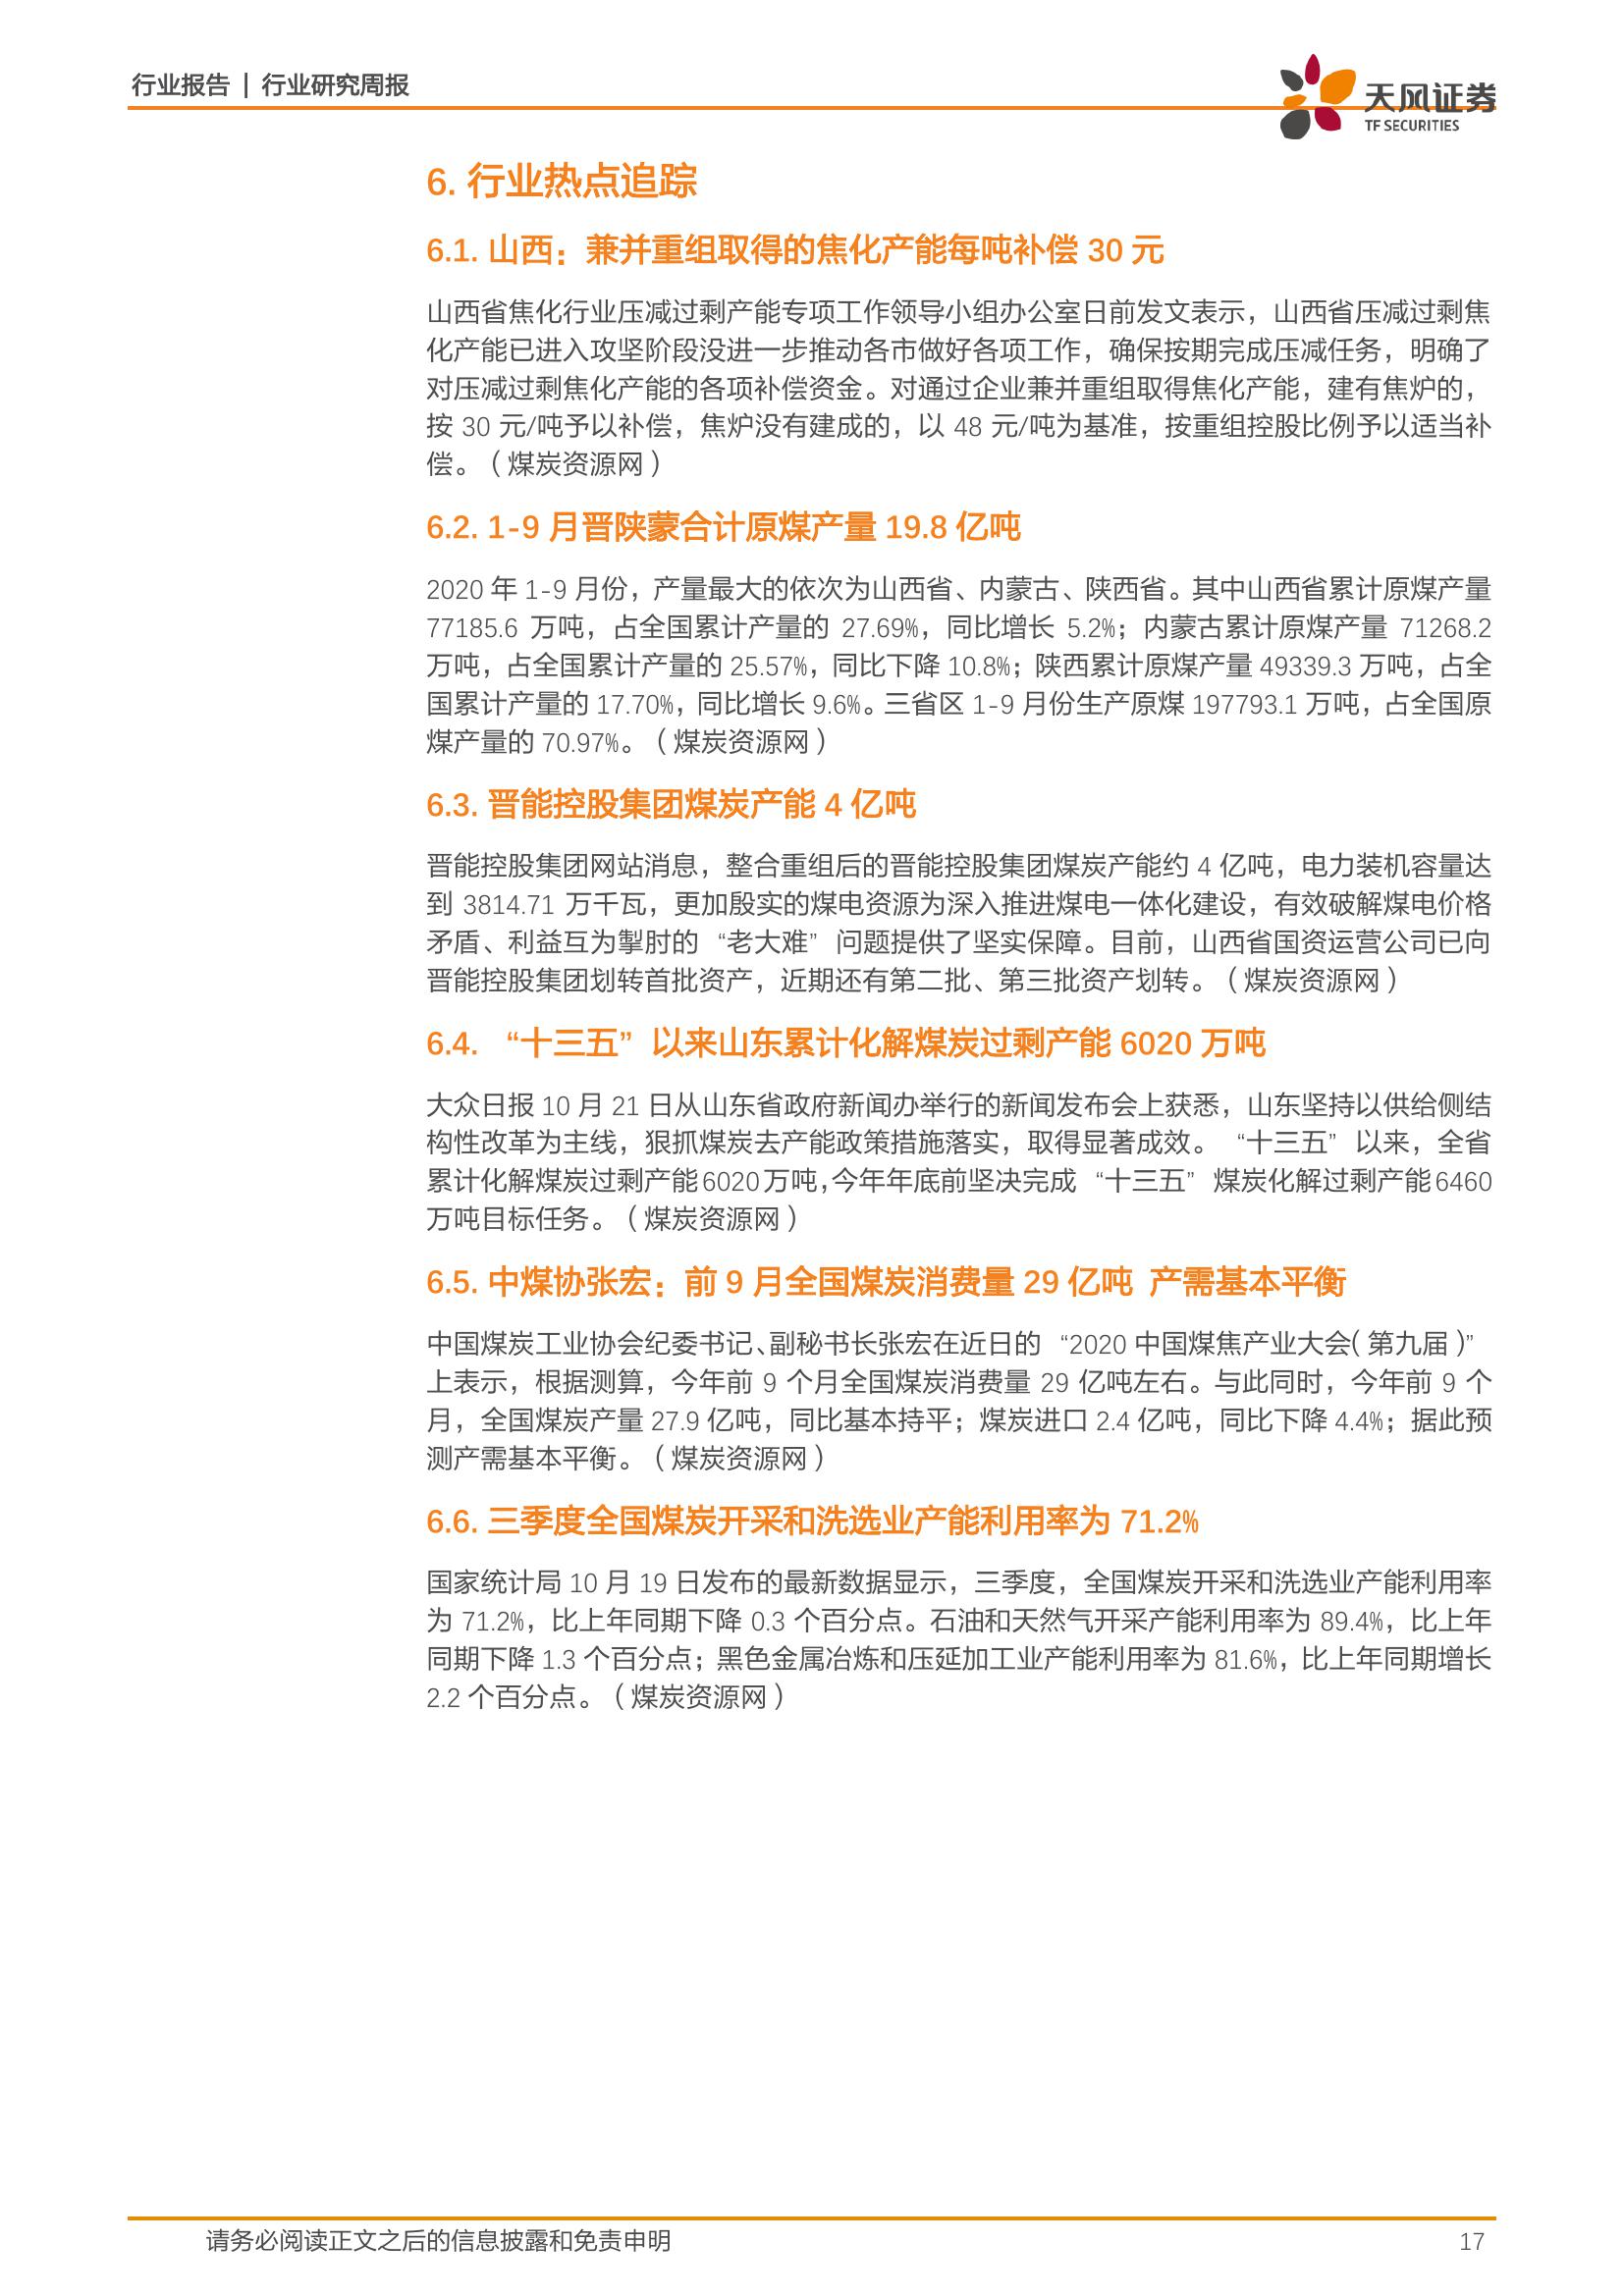 行业报告 | 行业研究周报
天风证券
TF SECURITIES
6. 行业热点追踪
6.1. 山西：兼并重组取得的焦化产能每吨补偿 30 元
山西省焦化行业压减过剩产能专项工作领导小组办公室日前发文表示，山西省压减过剩焦
化产能已进入攻坚阶段没进一步推动各市做好各项工作，确保按期完成压减任务，明确了
对压减过剩焦化产能的各项补偿资金。对通过企业兼并重组取得焦化产能，建有焦炉的，
按 30 元/吨予以补偿，焦炉没有建成的，以 48 元/吨为基准，按重组控股比例予以适当补
偿。（煤炭资源网）
6.2. 1-9 月晋陕蒙合计原煤产量 19.8 亿吨
2020 年 1-9 月份，产量最大的依次为山西省、内蒙古、陕西省。其中山西省累计原煤产量
77185.6 万吨，占全国累计产量的 27.69%，同比增长 5.2%；内蒙古累计原煤产量 71268.2
万吨，占全国累计产量的 25.57%，同比下降 10.8%；陕西累计原煤产量 49339.3 万吨，占全
国累计产量的 17.70%，同比增长 9.6%。三省区 1-9 月份生产原煤 197793.1 万吨，占全国原
煤产量的 70.97%。（煤炭资源网）
6.3. 晋能控股集团煤炭产能 4 亿吨
晋能控股集团网站消息，整合重组后的晋能控股集团煤炭产能约 4 亿吨，电力装机容量达
到 3814.71 万千瓦，更加殷实的煤电资源为深入推进煤电一体化建设，有效破解煤电价格
矛盾、利益互为掣肘的“老大难”问题提供了坚实保障。目前，山西省国资运营公司已向
晋能控股集团划转首批资产，近期还有第二批、第三批资产划转。（煤炭资源网）
6.4. “十三五”以来山东累计化解煤炭过剩产能 6020 万吨
大众日报 10 月 21 日从山东省政府新闻办举行的新闻发布会上获悉，山东坚持以供给侧结
构性改革为主线，狠抓煤炭去产能政策措施落实，取得显著成效。“十三五”以来，全省
累计化解煤炭过剩产能 6020 万吨，今年年底前坚决完成“十三五”煤炭化解过剩产能 6460
万吨目标任务。（煤炭资源网）
6.5. 中煤协张宏：前 9 月全国煤炭消费量 29 亿吨 产需基本平衡
中国煤炭工业协会纪委书记、副秘书长张宏在近日的“2020 中国煤焦产业大会（第九届）”
上表示，根据测算，今年前 9 个月全国煤炭消费量 29 亿吨左右。与此同时，今年前 9 个
月，全国煤炭产量 27.9 亿吨，同比基本持平；煤炭进口 2.4 亿吨，同比下降 4.4%；据此预
测产需基本平衡。（煤炭资源网）
6.6. 三季度全国煤炭开采和洗选业产能利用率为 71.2%
国家统计局 10 月 19 日发布的最新数据显示，三季度，全国煤炭开采和洗选业产能利用率
为 71.2%，比上年同期下降 0.3 个百分点。石油和天然气开采产能利用率为 89.4%，比上年
同期下降 1.3 个百分点；黑色金属冶炼和压延加工业产能利用率为 81.6%，比上年同期增长
2.2 个百分点。（煤炭资源网）
请务必阅读正文之后的信息披露和免责申明
17